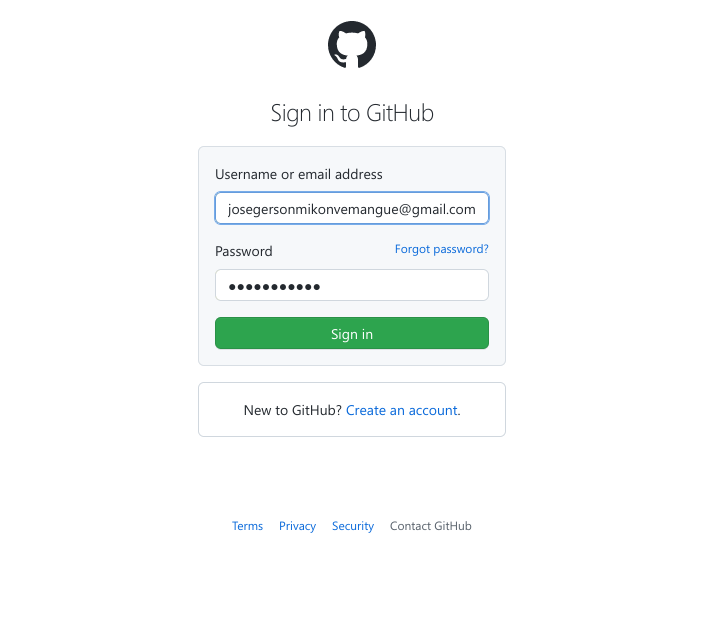 Sign in to GitHub
Username or email address
josegersonmikonvemangue@gmail.com
Password Forgot password?
●●●●●●●●●●●
Sign in
New to GitHub? Create an account.
Terms Privacy Security Contact GitHub